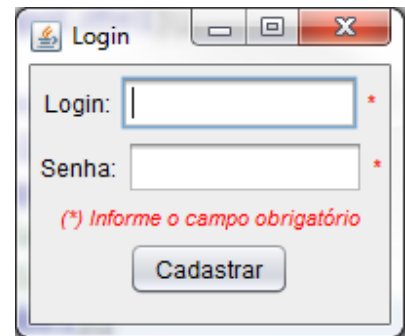 Login
Login: *
Senha: *
(*) Informe o campo obrigatório
Cadastrar